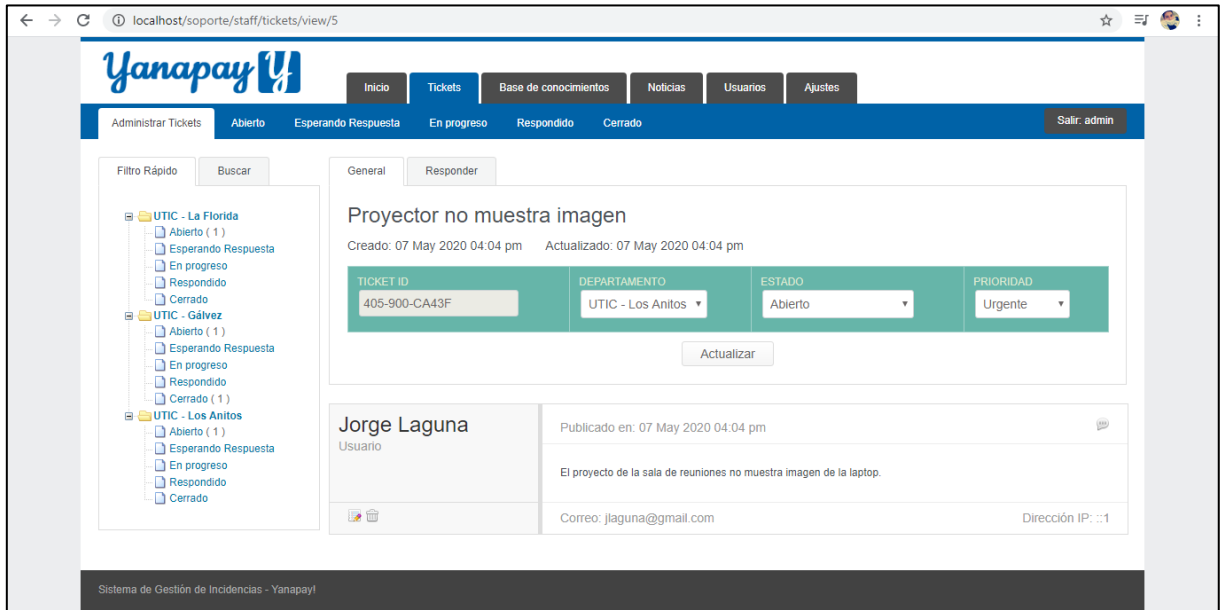 localhost/soporte/staff/tickets/view/5
Yanapay Y
Inicio Tickets Base de conocimientos Noticias Usuarios Ajustes
Administrar Tickets Abierto Esperando Respuesta En progreso Respondido Cerrado Salir: admin
Filtro Rápido Buscar
UTIC - La Florida
Abierto ( 1 )
Esperando Respuesta
En progreso
Respondido
Cerrado
UTIC - Gálvez
Abierto ( 1 )
Esperando Respuesta
En progreso
Respondido
Cerrado ( 1 )
UTIC - Los Anitos
Abierto ( 1 )
Esperando Respuesta
En progreso
Respondido
Cerrado
General Responder
Proyector no muestra imagen
Creado: 07 May 2020 04:04 pm Actualizado: 07 May 2020 04:04 pm
TICKET ID DEPARTAMENTO ESTADO PRIORIDAD
405-900-CA43F UTIC - Los Anitos Abierto Urgente
Actualizar
Jorge Laguna
Usuario
Publicado en: 07 May 2020 04:04 pm
El proyecto de la sala de reuniones no muestra imagen de la laptop.
Correo: jlaguna@gmail.com Dirección IP: ::1
Sistema de Gestión de Incidencias - Yanapay!